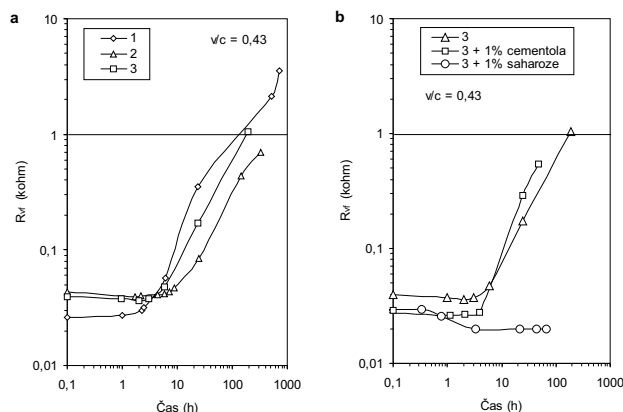 a
1
2
3
v/c = 0,43
10
1
0,1
0,01
Rvf (kohm)
0,1
1
10
100
1000
Čas (h)
b
3
3 + 1% cementola
3 + 1% saharoze
v/c = 0,43
10
1
0,1
0,01
Rvf (kohm)
0,1
1
10
100
1000
Čas (h)